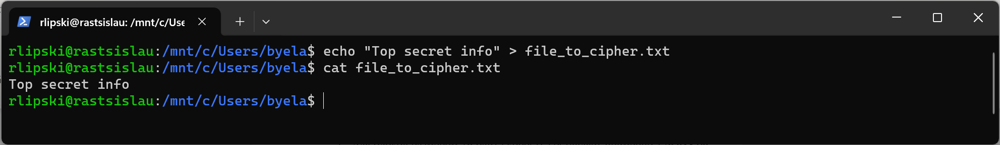 rlipski@rastsislau: /mnt/c/Use
rlipski@rastsislau:/mnt/c/Users/byela$ echo "Top secret info" > file_to_cipher.txt
rlipski@rastsislau:/mnt/c/Users/byela$ cat file_to_cipher.txt
Top secret info
rlipski@rastsislau:/mnt/c/Users/byela$